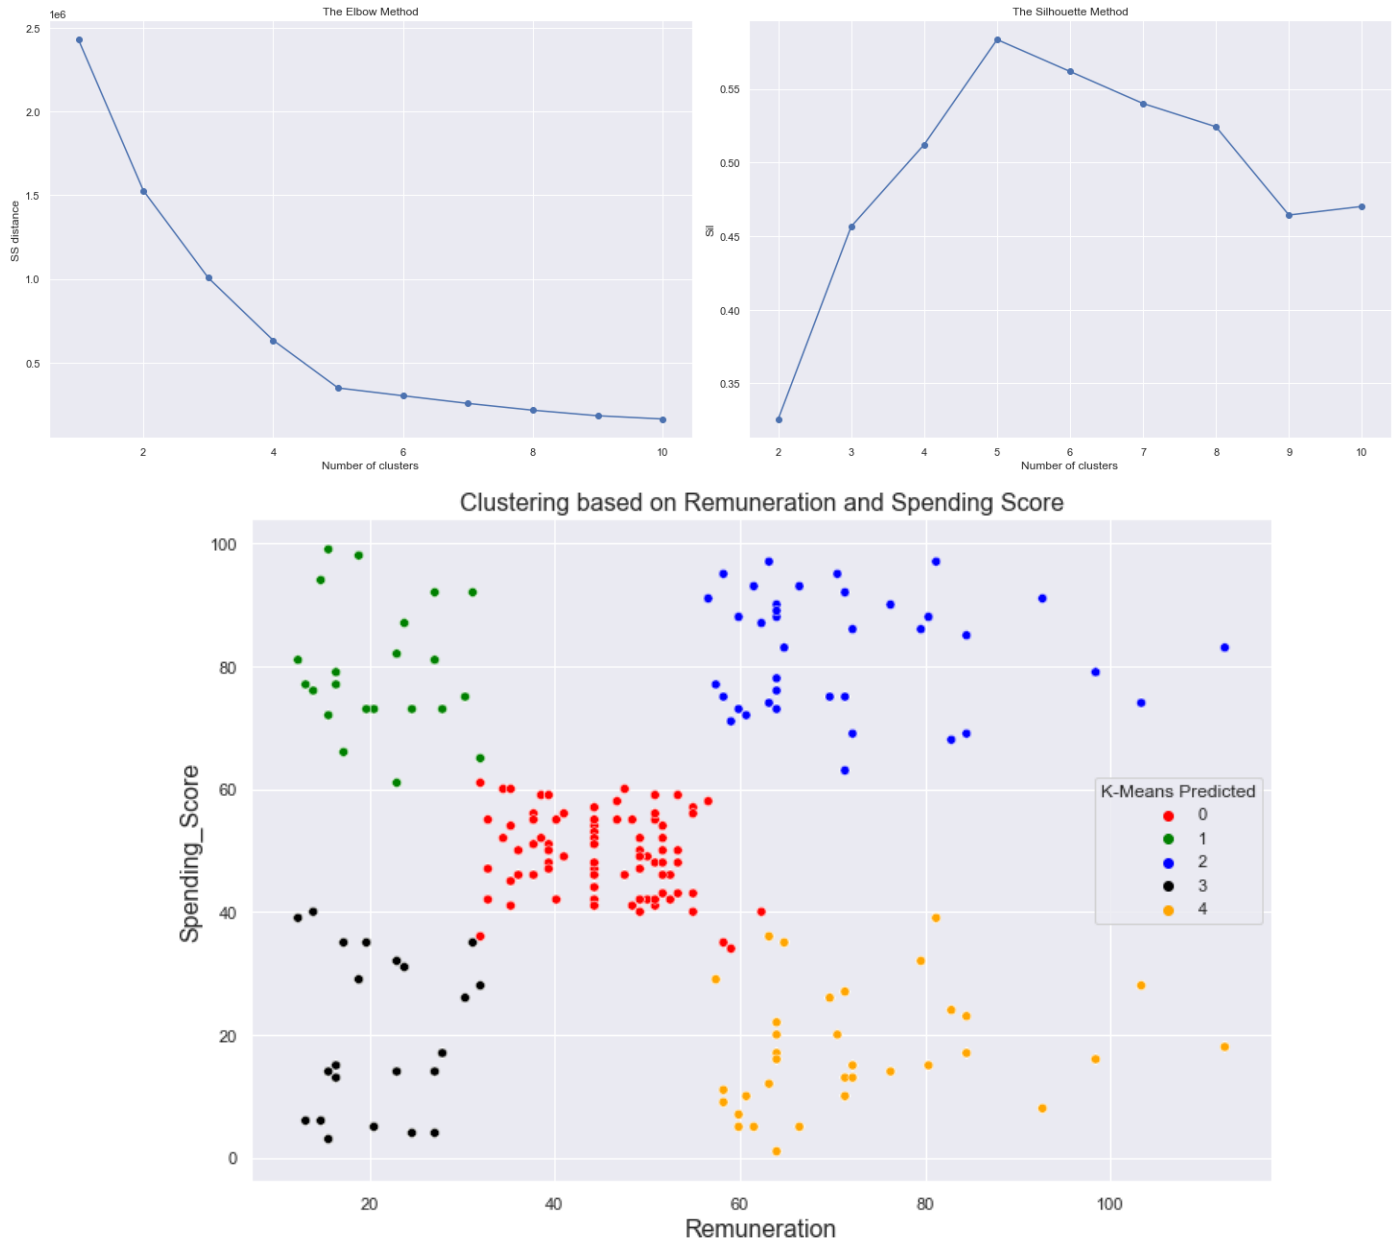 The Elbow Method
1e6
2.5
2.0
1.5
1.0
0.5
SS distance
2 4 6 8 10
Number of clusters
The Silhouette Method
0.55
0.50
0.45
0.40
0.35
Sil
2 3 4 5 6 7 8 9 10
Number of clusters
Clustering based on Remuneration and Spending Score
100
80
60
40
20
0
Spending_Score
K-Means Predicted
0
1
2
3
4
20 40 60 80 100
Remuneration